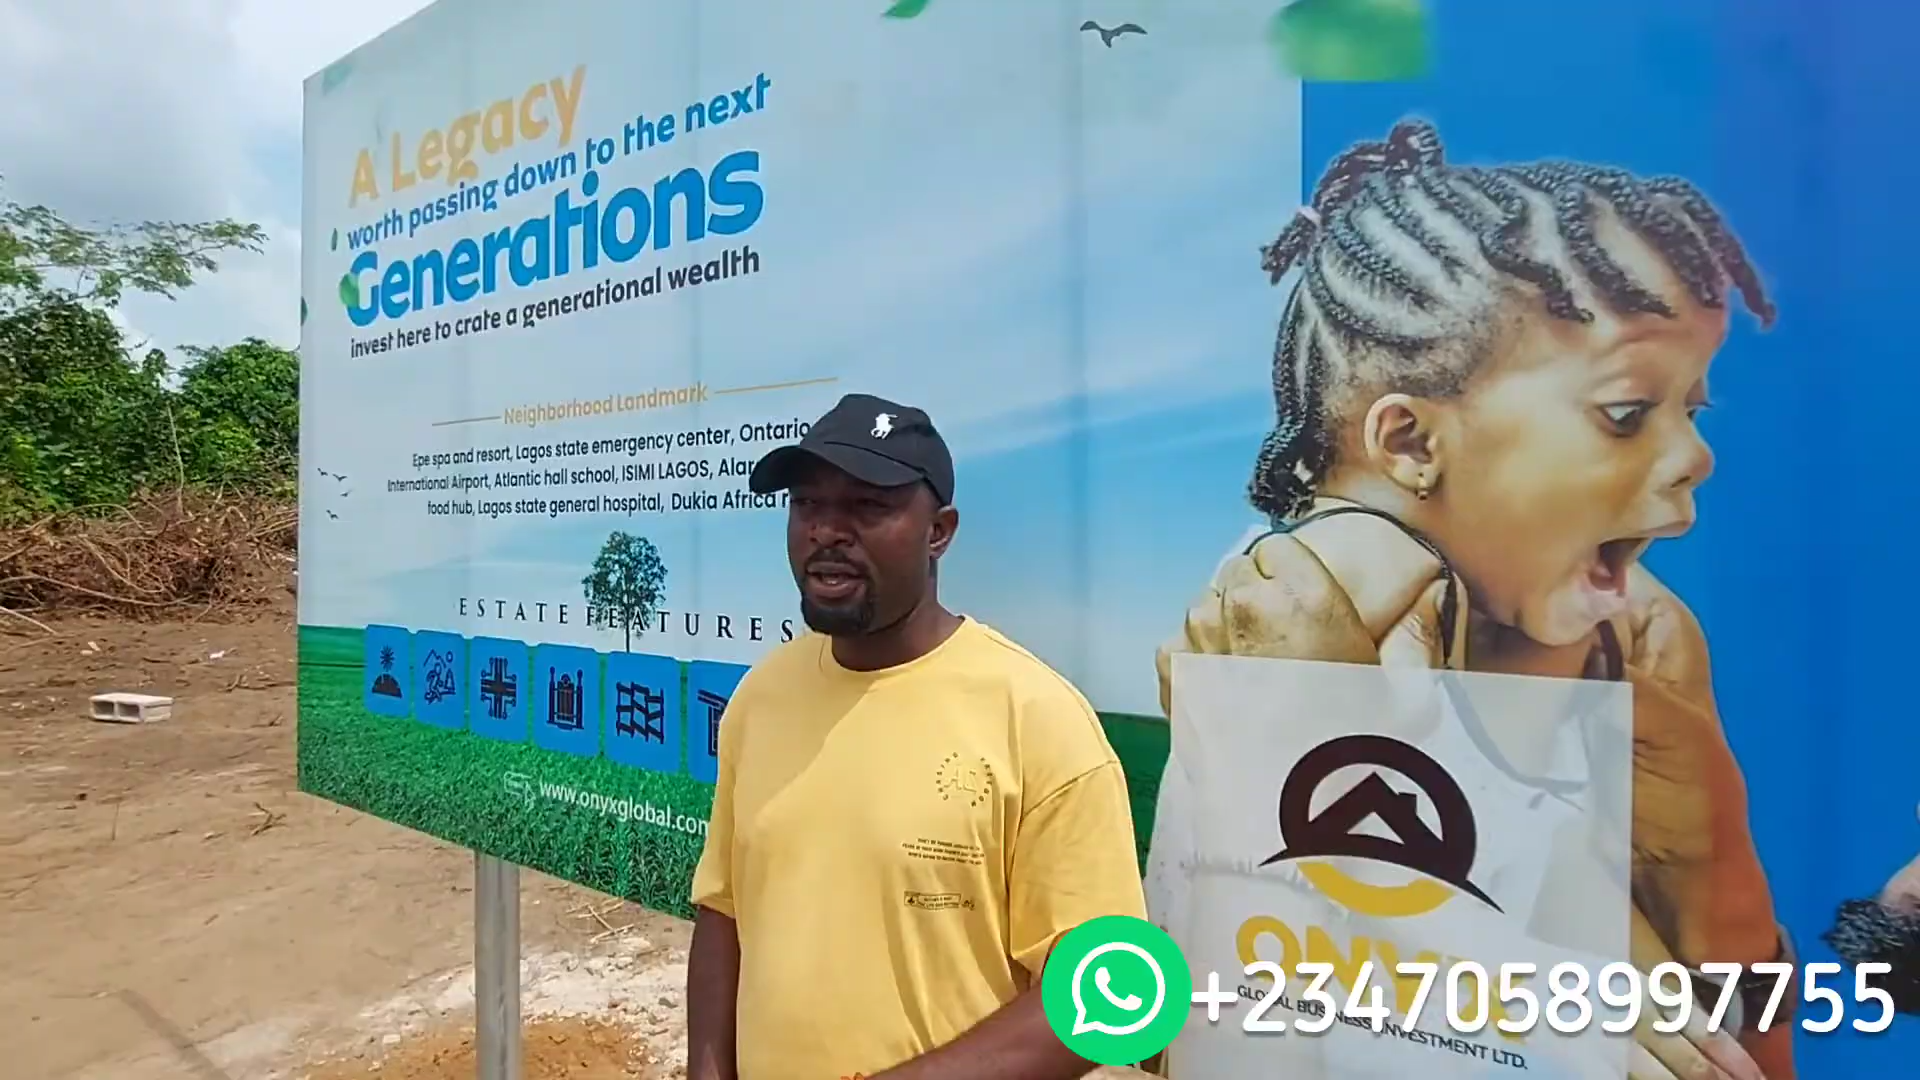 A Legacy
worth passing down to the next
Generations
invest here to crate a generational wealth
Neighborhood Landmark
Epe spa and resort, Lagos state emergency center, Ontario
International Airport, Atlantic hall school, ISIMI LAGOS,
food hub, Lagos state general hospital, Dukia Africa
ESTATE FEATURES
www.onyxglobal.com
GLOBAL BUSINESS INVESTMENT LTD.
+2347058997755